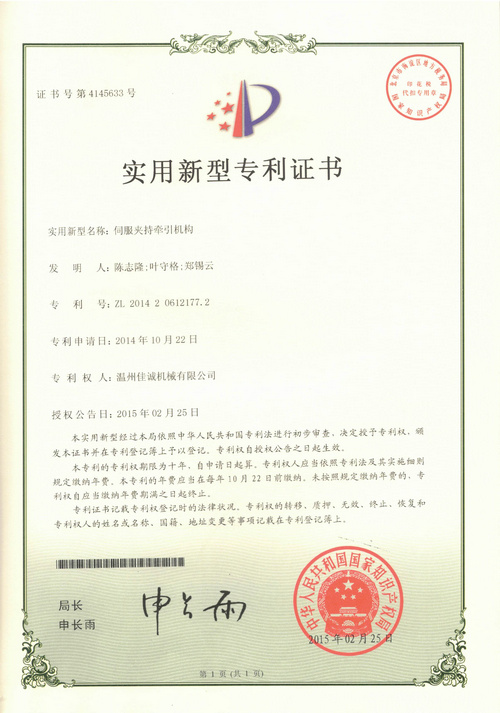 证书号第4145633号
国家知识产权局
印花税
代扣专用章
实用新型专利证书
实用新型名称：伺服夹持牵引机构
发明人：陈志隆;叶守格;郑锡云
专利号：ZL 2014 2 0612177.2
专利申请日：2014年10月22日
专利权人：温州佳诚机械有限公司
授权公告日：2015年02月25日
本实用新型经过本局依照中华人民共和国专利法进行初步审查，决定授予专利权，颁
发本证书并在专利登记簿上予以登记。专利权自授权公告之日起生效。
本专利的专利权期限为十年，自申请日起算。专利权人应当依照专利法及其实施细则
规定缴纳年费。本专利的年费应当在每年10月22日前缴纳。未按照规定缴纳年费的，专
利权自应当缴纳年费期满之日起终止。
专利证书记载专利权登记时的法律状况。专利权的转移、质押、无效、终止、恢复和
专利权人的姓名或名称、国籍、地址变更等事项记载在专利登记簿上。
局长
申长雨
申长雨
中华人民共和国国家知识产权局
2015年02月25日
第1页(共1页)